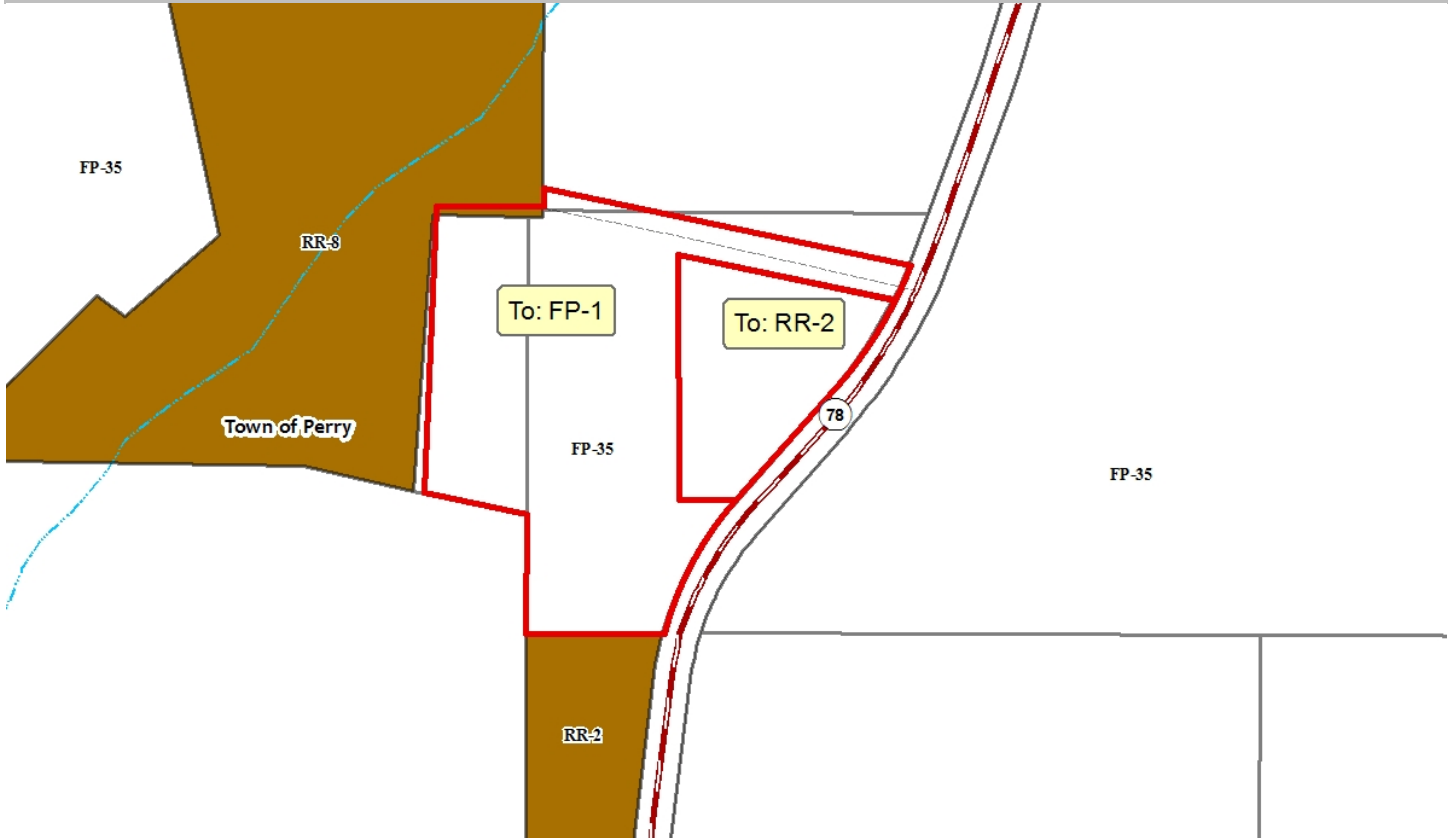 FP-35
RR-8
To: FP-1
To: RR-2
78
Town of Perry
FP-35
FP-35
RR-2